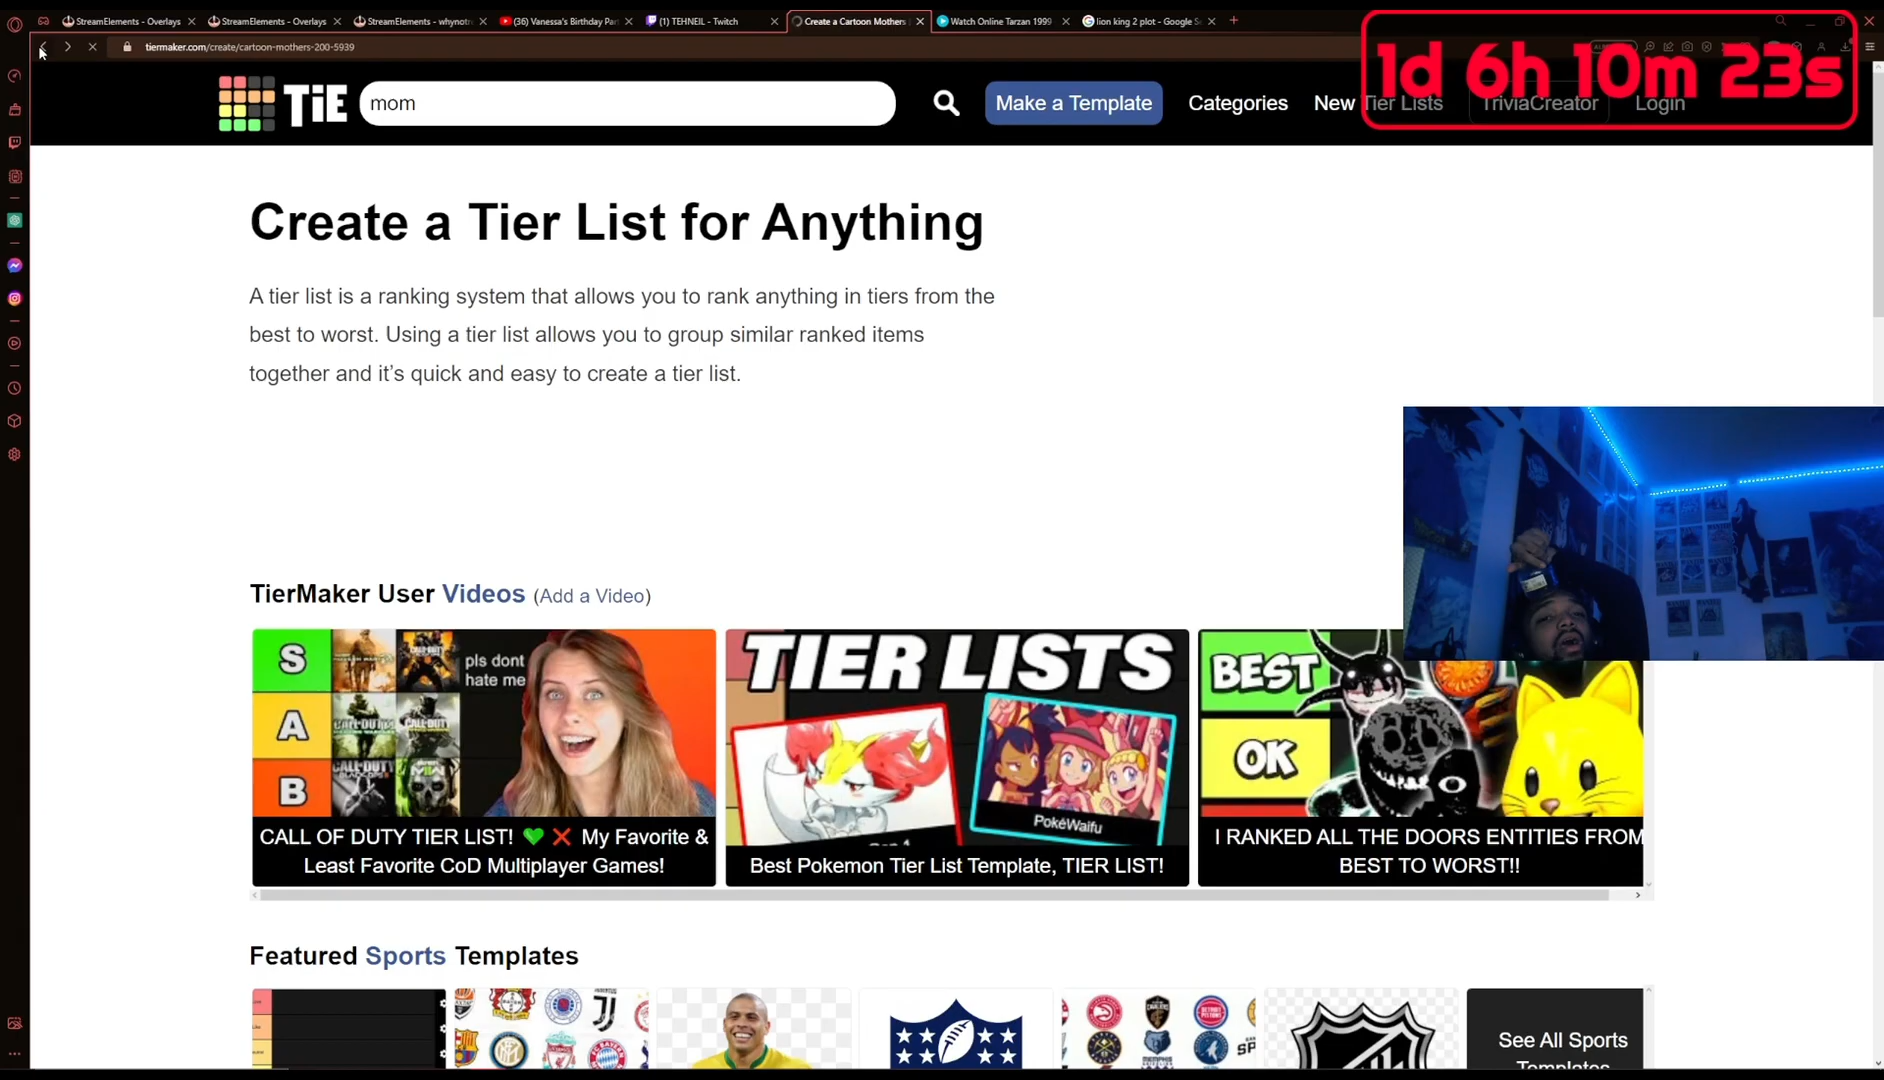 StreamElements - Overlays
StreamElements - Overlays
StreamElements - whynotr
(36) Vanessa's Birthday Par
(1) TEHNEIL - Twitch
Create a Cartoon Mothers
Watch Online Tarzan 1999
lion king 2 plot - Google Se
tiermaker.com/create/cartoon-mothers-200-5939
1d 6h 10m 23s
TiE
mom
Make a Template
Categories
New Tier Lists
TriviaCreator
Login
Create a Tier List for Anything
A tier list is a ranking system that allows you to rank anything in tiers from the
best to worst. Using a tier list allows you to group similar ranked items
together and it's quick and easy to create a tier list.
TierMaker User Videos (Add a Video)
S
A
B
pls dont
hate me
CALL OF DUTY TIER LIST! 💚 ❌ My Favorite &
Least Favorite CoD Multiplayer Games!
TIER LISTS
PokéWaifu
Best Pokemon Tier List Template, TIER LIST!
BEST
OK
I RANKED ALL THE DOORS ENTITIES FROM
BEST TO WORST!!
Featured Sports Templates
See All Sports
Templates